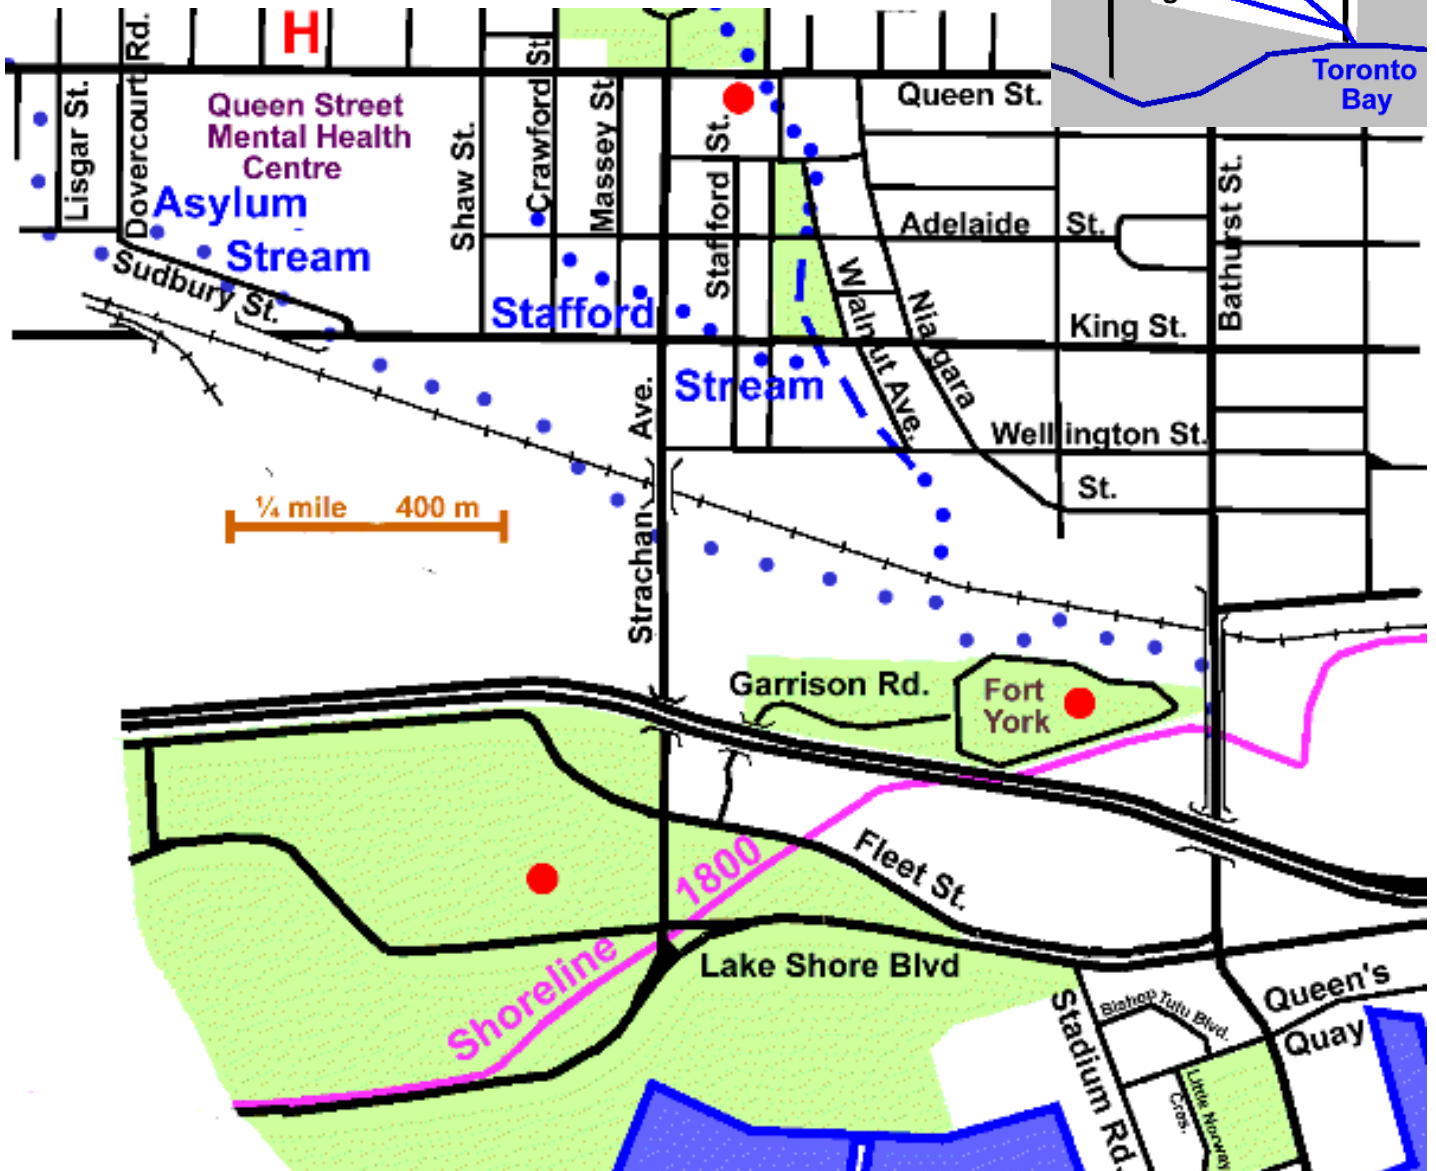 H
Toronto
Bay
Queen St.
Queen Street
Mental Health
Centre
Lisgar St.
Dovercourt Rd.
Shaw St.
Crawford St
Massey St.
Stafford St.
Asylum
Stream
Adelaide St.
Bathurst St.
Sudbury St.
Stafford
Stream
Walnut Ave.
Niagara
St.
King St.
Strachan Ave.
Wellington St.
¼ mile 400 m
Garrison Rd.
Fort
York
Shoreline 1800
Fleet St.
Lake Shore Blvd
Stadium Rd.
Bishop Tutu Blvd.
Queen's
Quay
Little Norway
Cres.